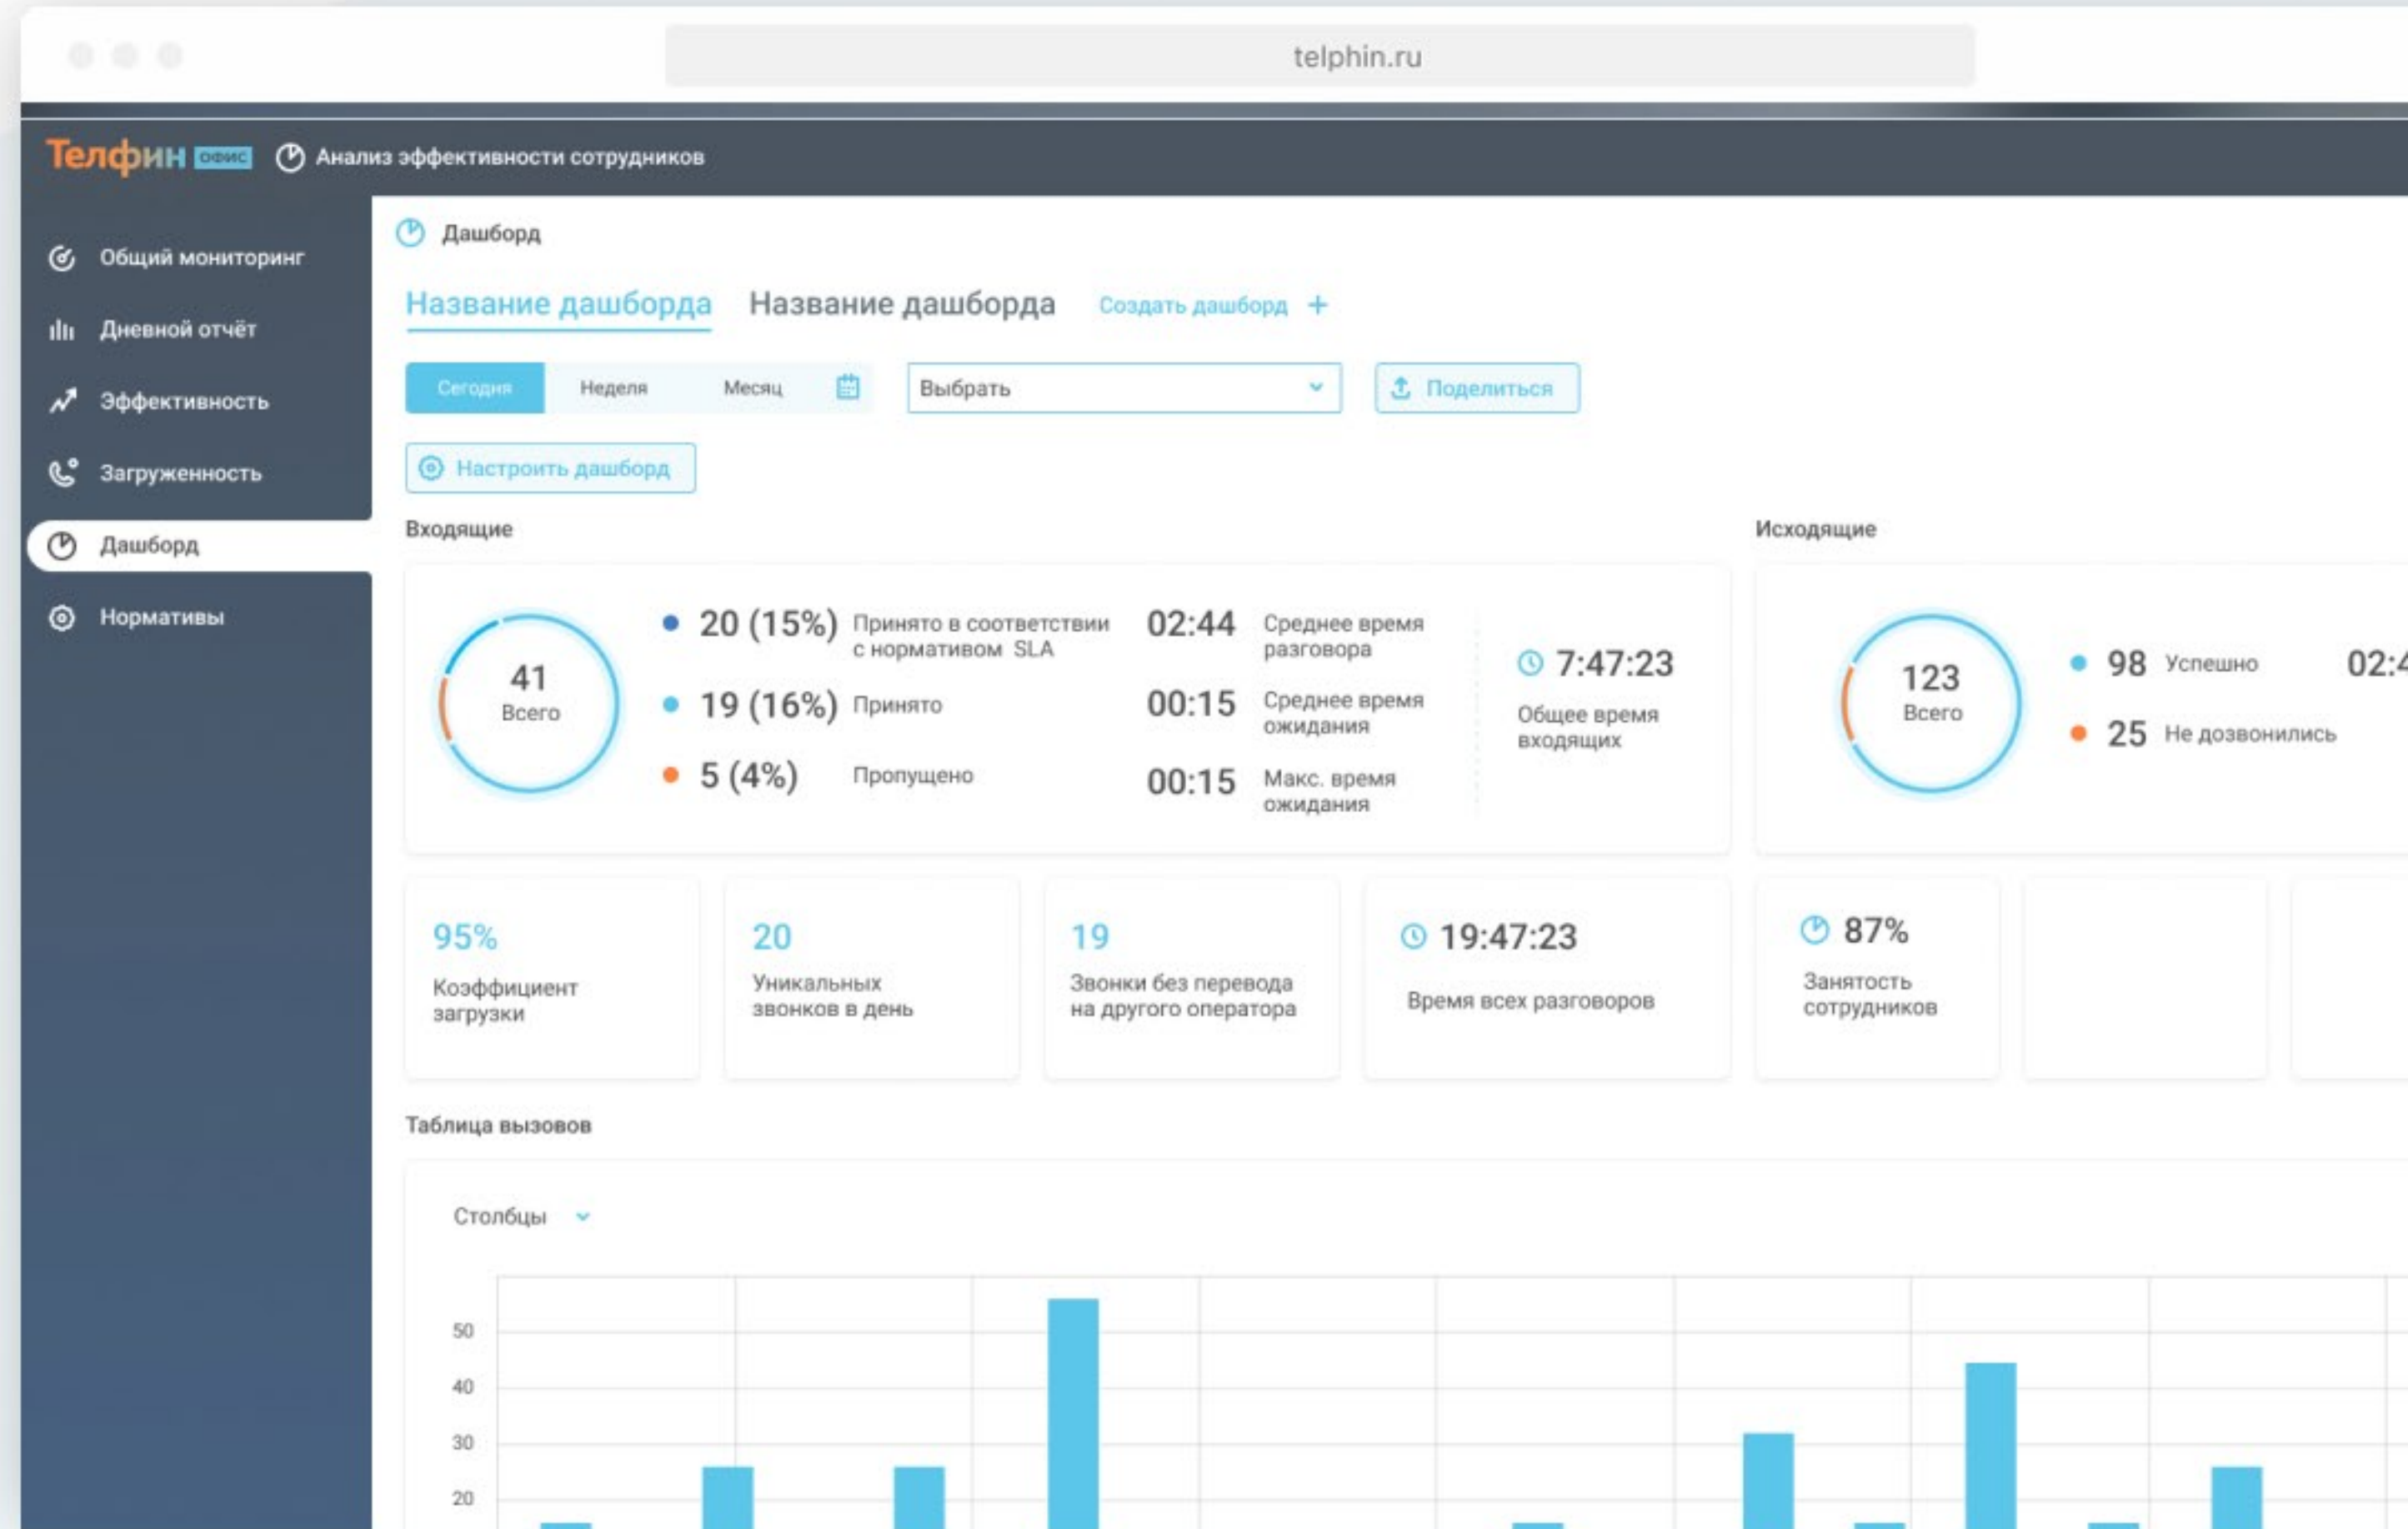 telphin.ru
Телфин ОФИС Анализ эффективности сотрудников
Общий мониторинг
Дневной отчёт
Эффективность
Загруженность
Дашборд
Нормативы
Дашборд
Название дашборда Название дашборда Создать дашборд +
Сегодня Неделя Месяц Выбрать Поделиться
Настроить дашборд
Входящие
41
Всего
20 (15%) Принято в соответствии
с нормативом SLA
19 (16%) Принято
5 (4%) Пропущено
02:44 Среднее время
разговора
00:15 Среднее время
ожидания
00:15 Макс. время
ожидания
7:47:23
Общее время
входящих
Исходящие
123
Всего
98 Успешно
25 Не дозвонились
02:4
95%
Коэффициент
загрузки
20
Уникальных
звонков в день
19
Звонки без перевода
на другого оператора
19:47:23
Время всех разговоров
87%
Занятость
сотрудников
Таблица вызовов
Столбцы
50
40
30
20